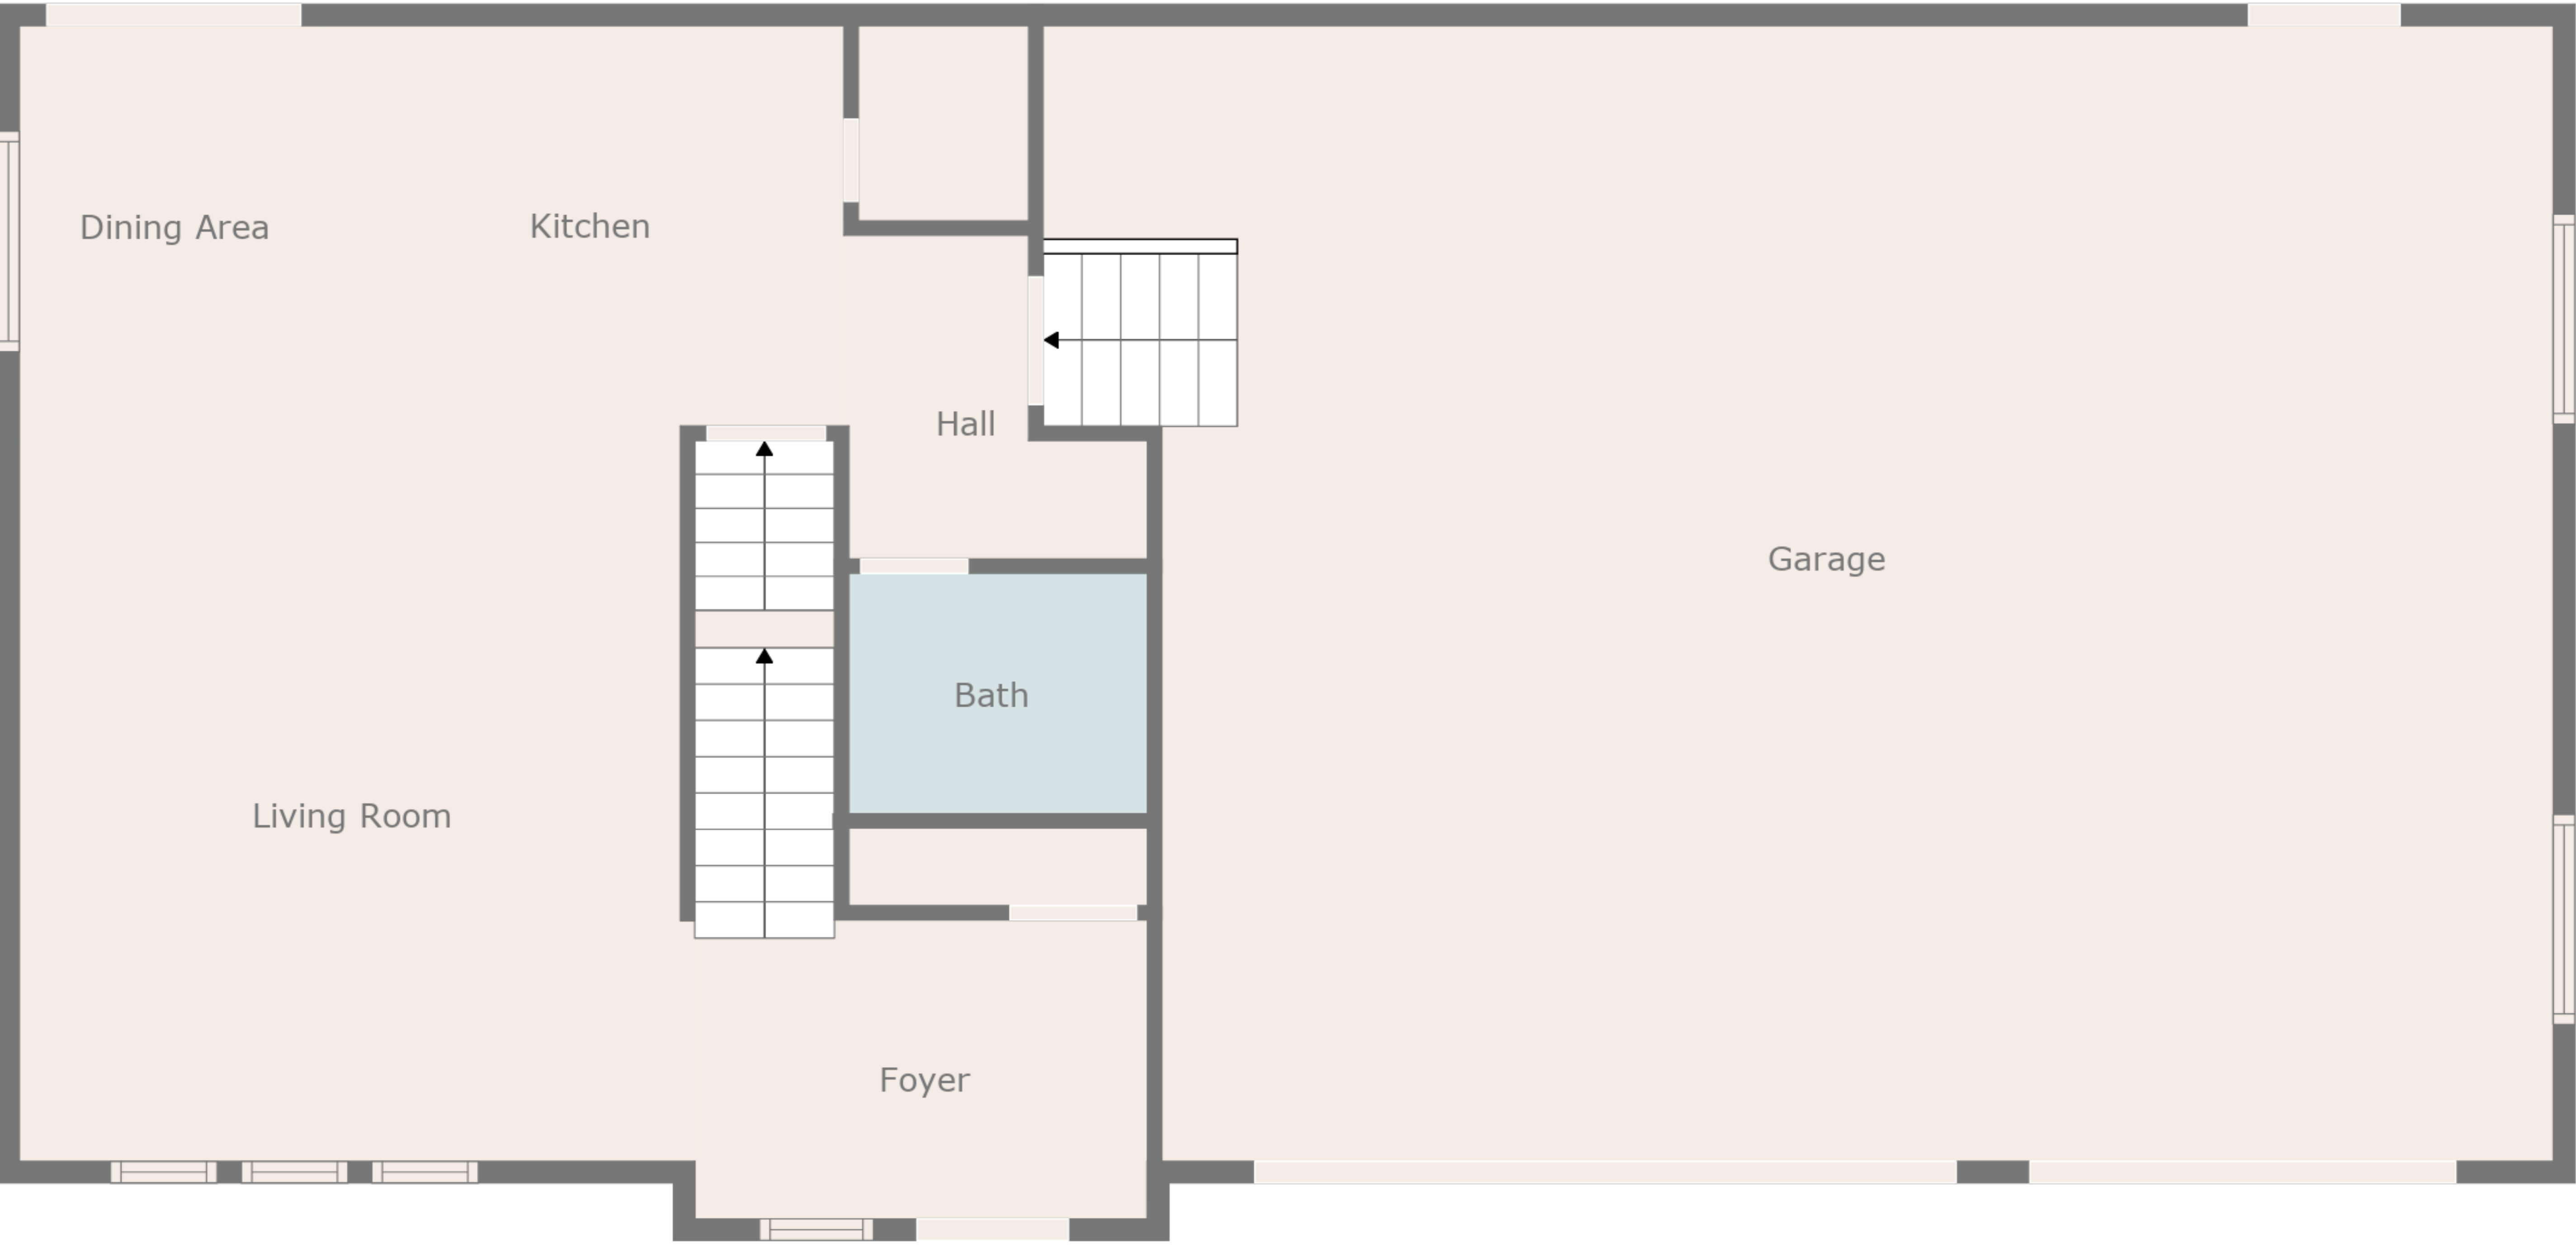 Dining Area
Kitchen
Hall
Garage
Bath
Living Room
Foyer